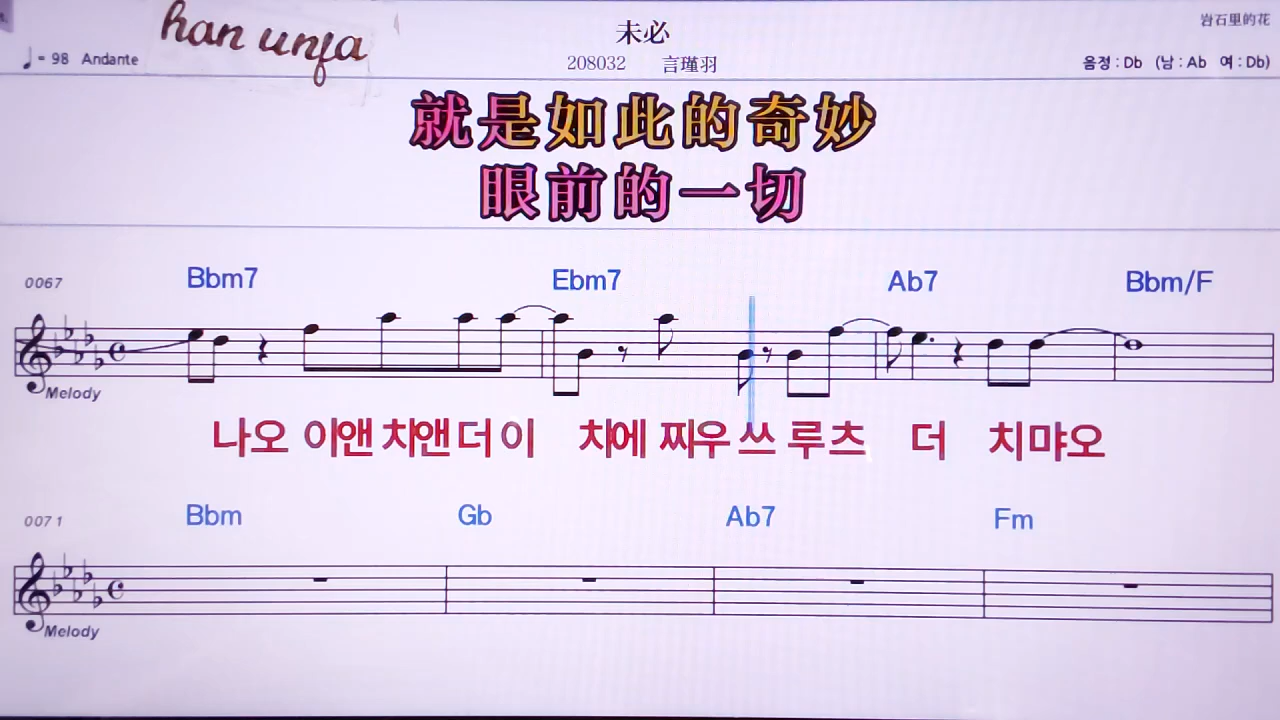 han unja
未必
岩石里的花
♩= 98 Andante
208032 言瑾羽
음정 : Db (남 : Ab 여 : Db)
就是如此的奇妙
眼前的一切
0067 Bbm7 Ebm7 Ab7 Bbm/F
Melody
나오 이앤 치앤 더 이 치에 찌우 쓰 루 츠 더 치 먀오
0071 Bbm Gb Ab7 Fm
Melody